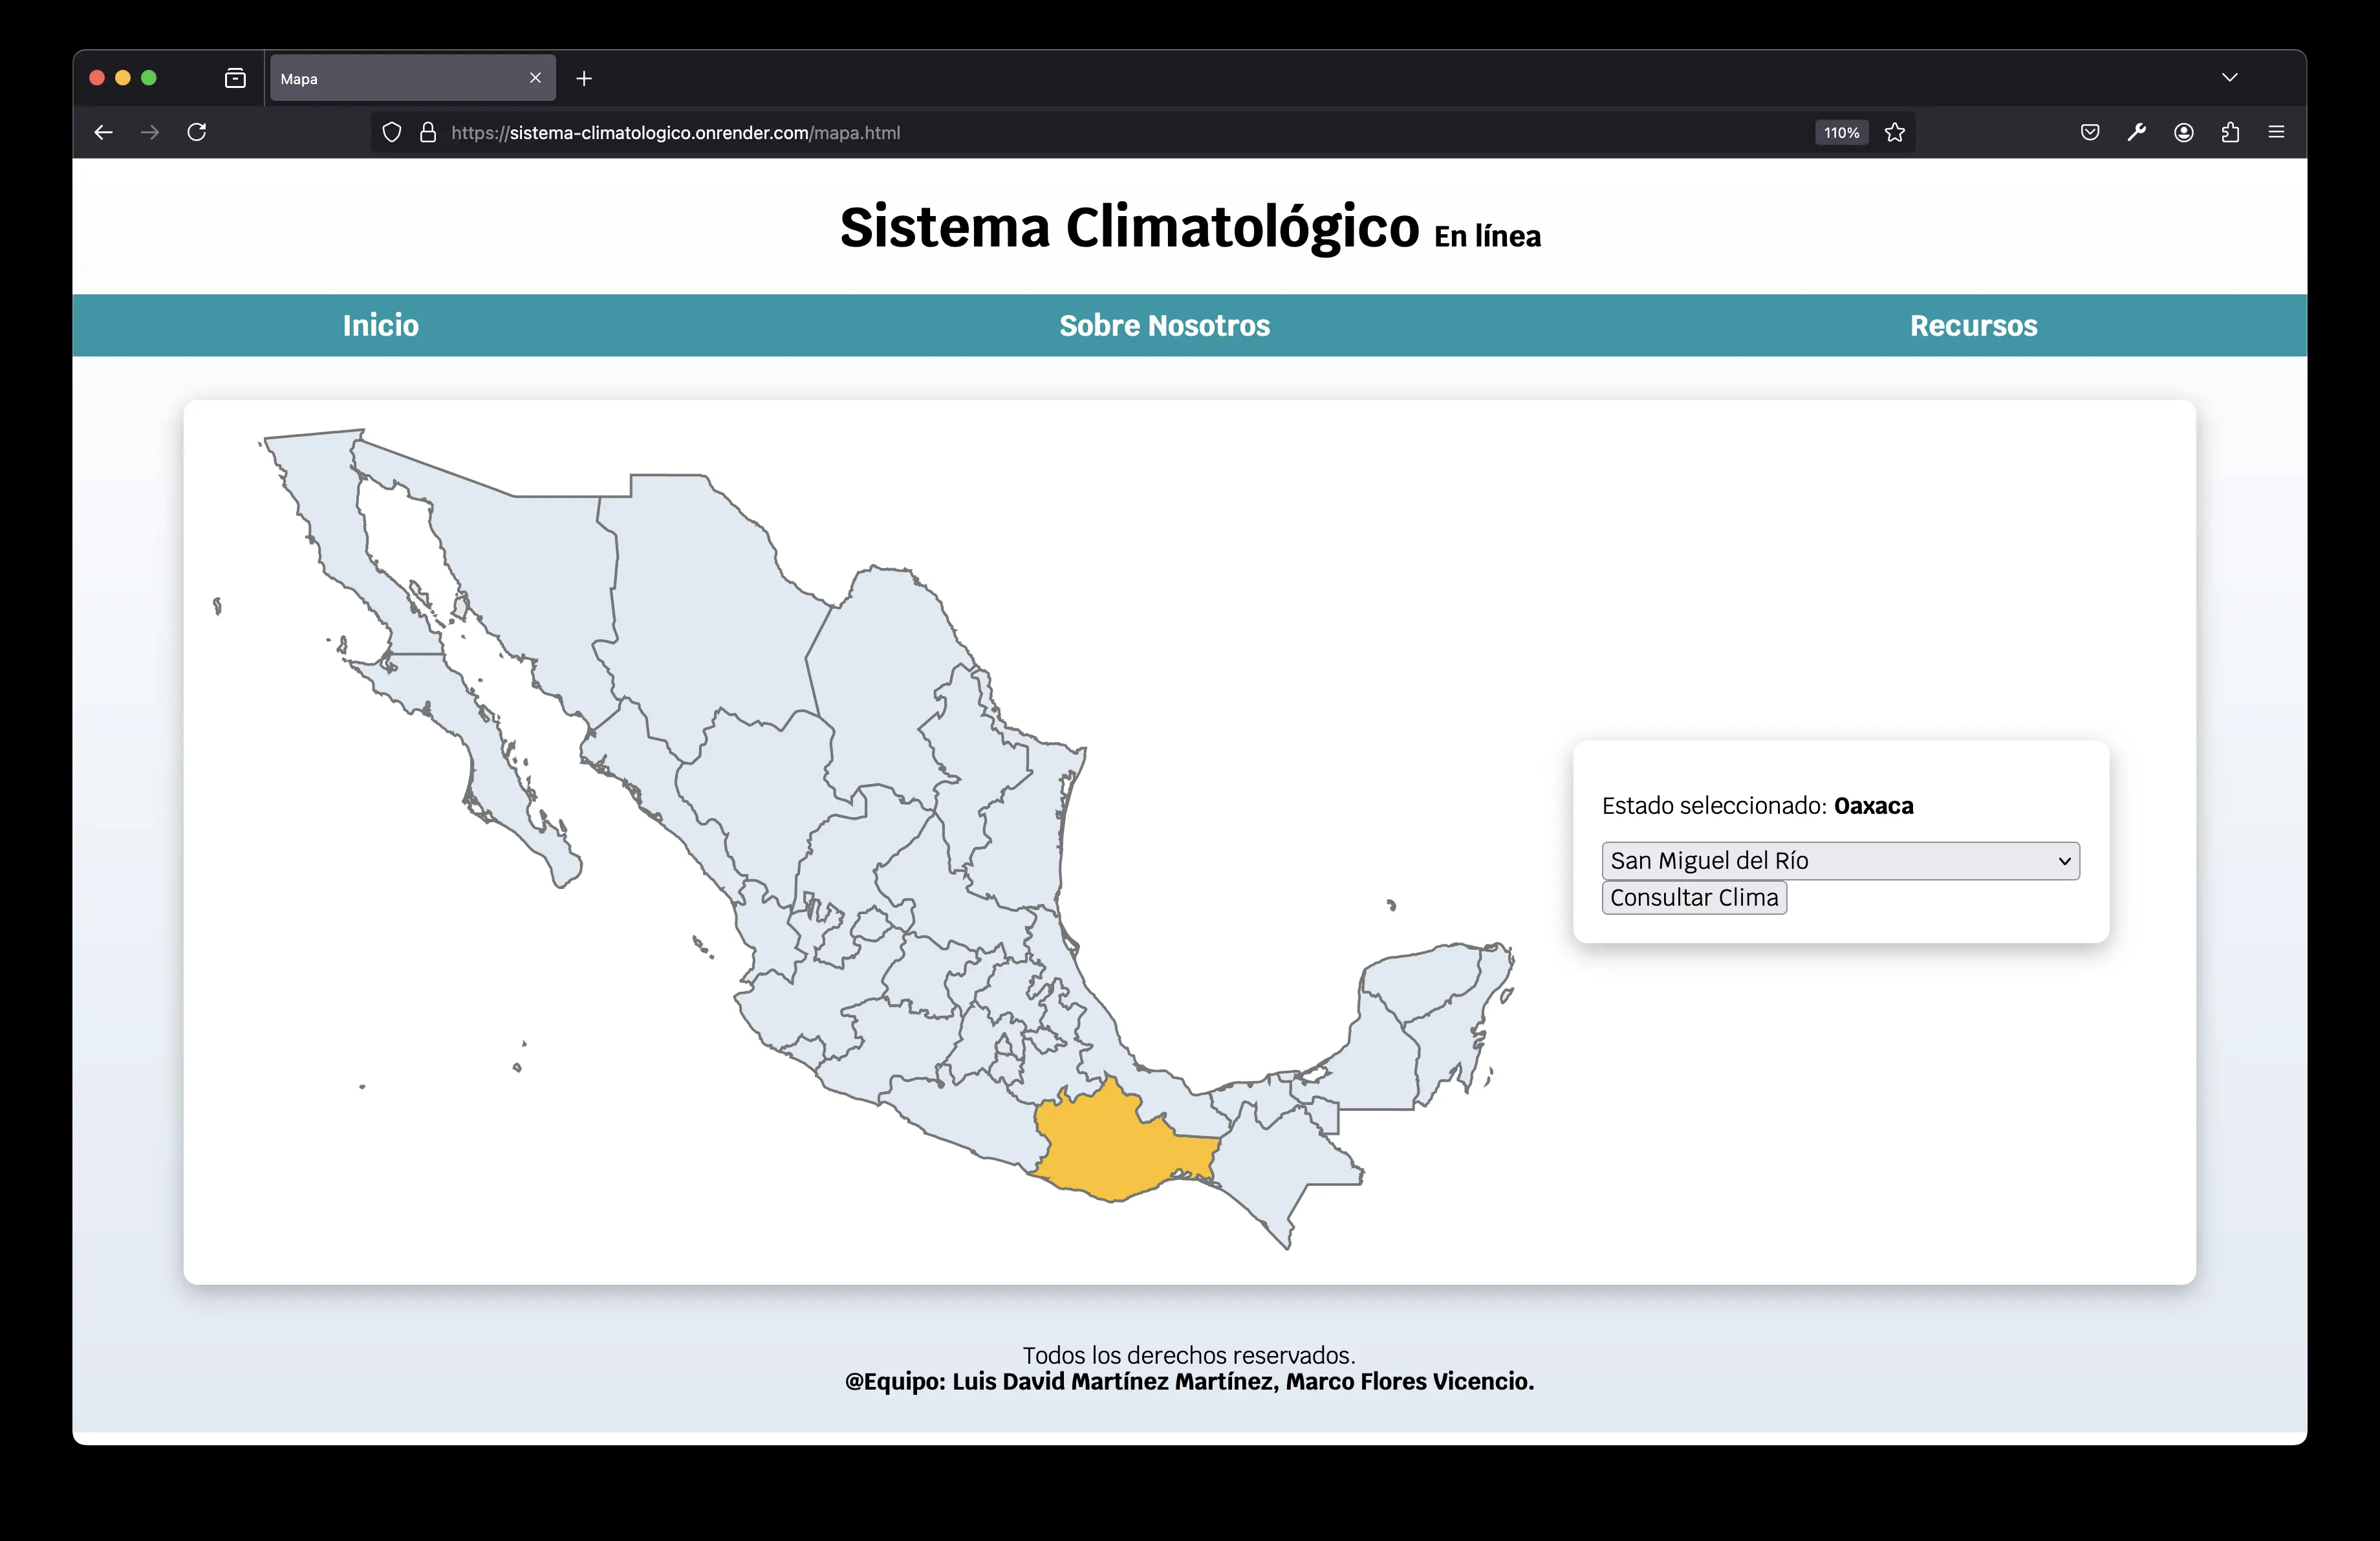 Mapa
https://sistema-climatologico.onrender.com/mapa.html
110%
Sistema Climatológico En línea
Inicio
Sobre Nosotros
Recursos
Estado seleccionado: Oaxaca
San Miguel del Río
Consultar Clima
Todos los derechos reservados.
@Equipo: Luis David Martínez Martínez, Marco Flores Vicencio.